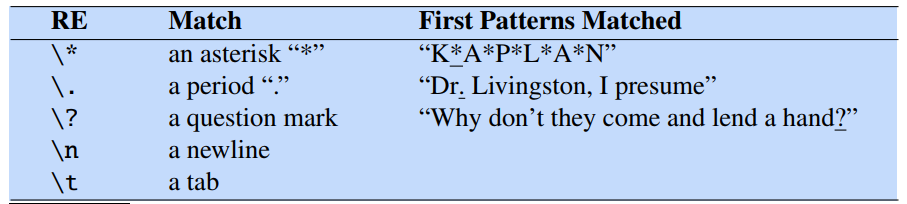 RE Match First Patterns Matched
\* an asterisk “*” “K*A*P*L*A*N”
\. a period “.” “Dr. Livingston, I presume”
\? a question mark “Why don’t they come and lend a hand?”
\n a newline
\t a tab